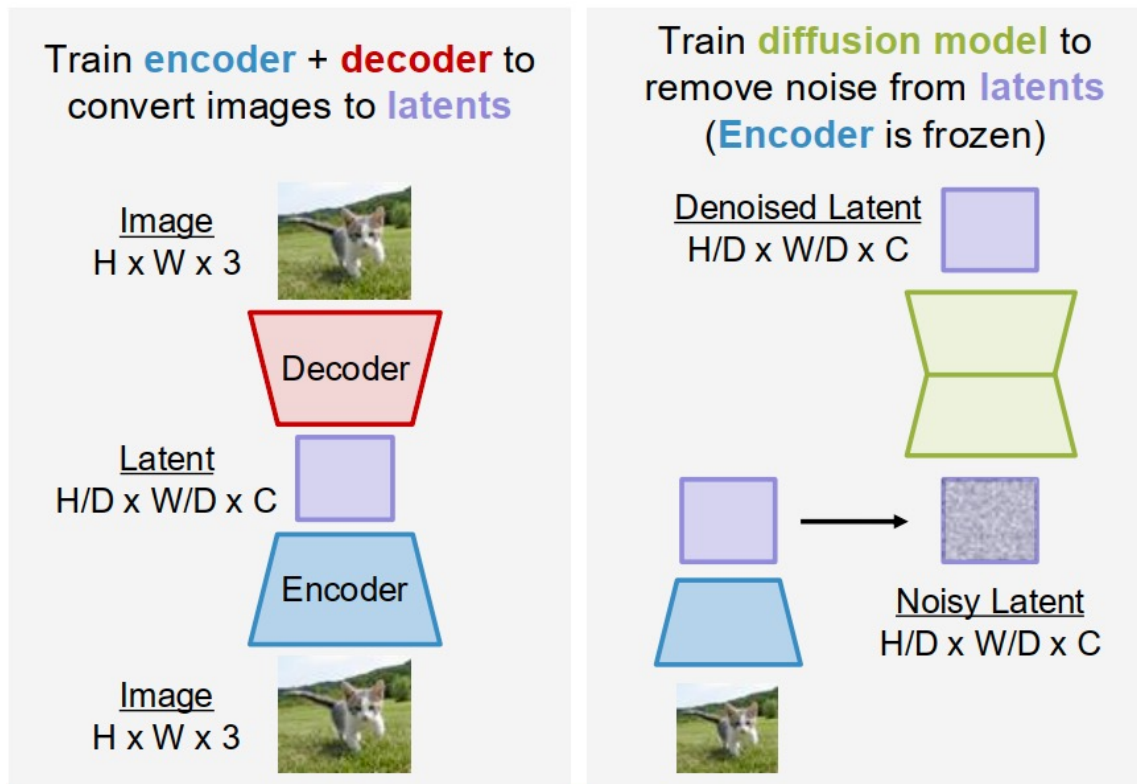 Train encoder + decoder to
convert images to latents
Image
H x W x 3
Decoder
Latent
H/D x W/D x C
Encoder
Image
H x W x 3
Train diffusion model to
remove noise from latents
(Encoder is frozen)
Denoised Latent
H/D x W/D x C
Noisy Latent
H/D x W/D x C